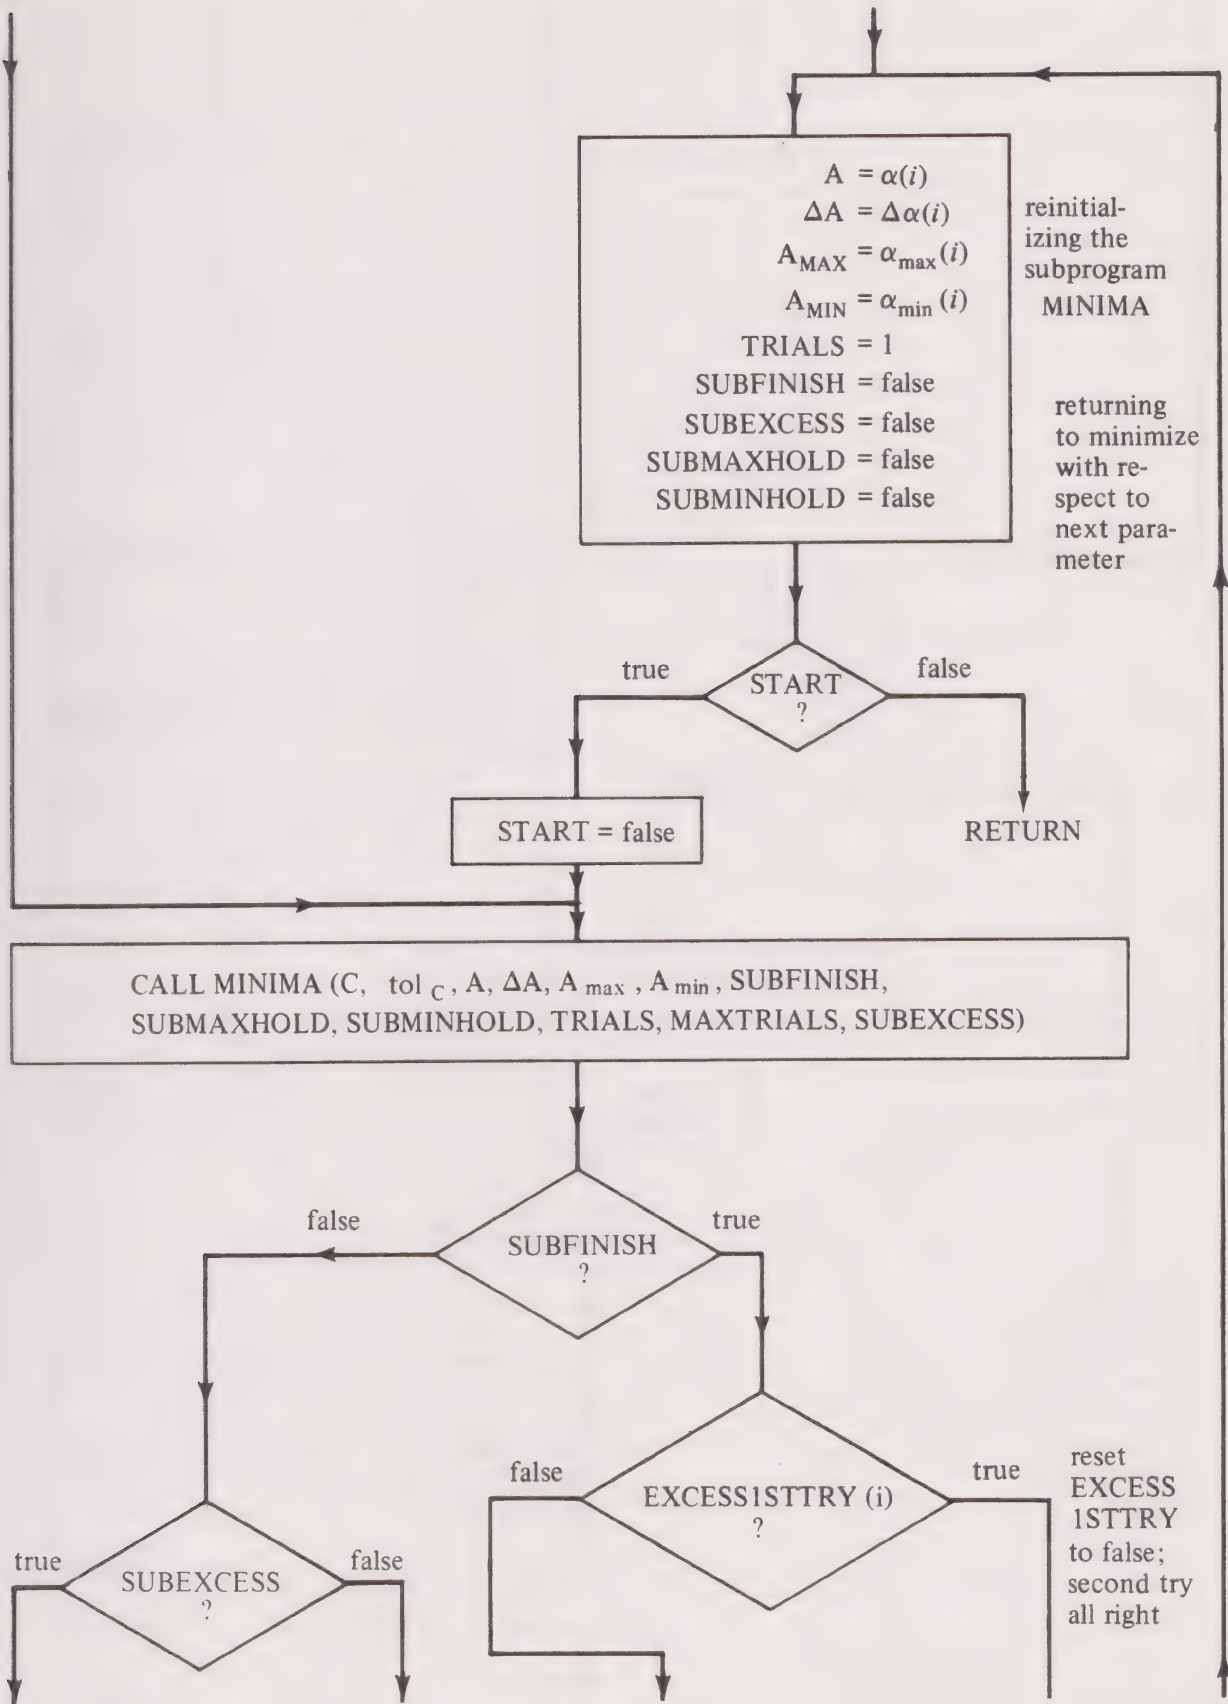 A = α(i)
ΔA = Δα(i)
A_MAX = α_max(i)
A_MIN = α_min(i)
TRIALS = 1
SUBFINISH = false
SUBEXCESS = false
SUBMAXHOLD = false
SUBMINHOLD = false
reinitial-
izing the
subprogram
MINIMA
returning
to minimize
with re-
spect to
next para-
meter
true
START
?
false
START = false
RETURN
CALL MINIMA (C, tol_C, A, ΔA, A_max, A_min, SUBFINISH,
SUBMAXHOLD, SUBMINHOLD, TRIALS, MAXTRIALS, SUBEXCESS)
false
SUBFINISH
?
true
false
EXCESS1STTRY (i)
?
true
reset
EXCESS
1STTRY
to false;
second try
all right
true
SUBEXCESS
?
false